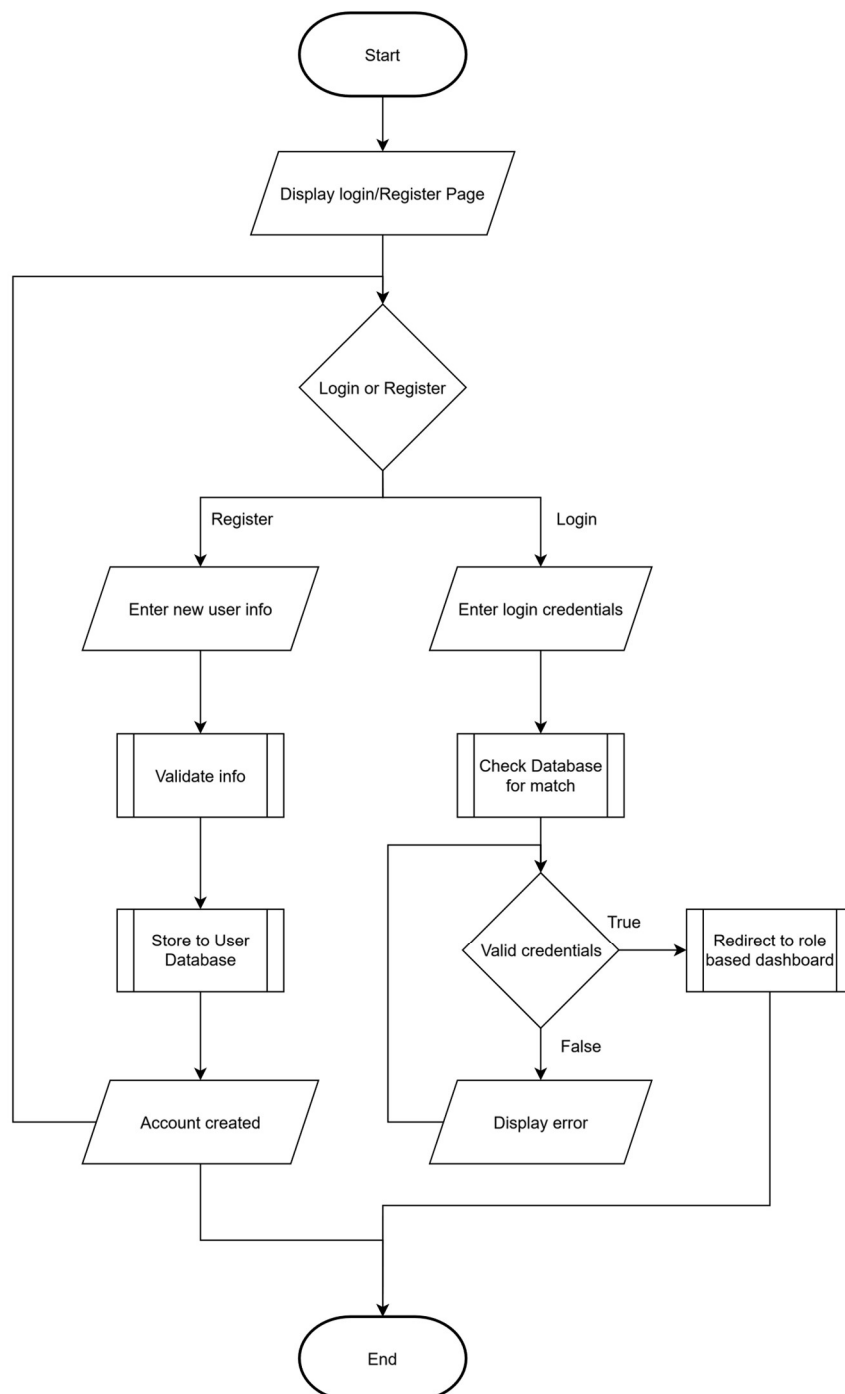 Start
Display login/Register Page
Login or Register
Register
Login
Enter new user info
Enter login credentials
Validate info
Check Database
for match
Store to User
Database
Valid credentials
True
Redirect to role
based dashboard
False
Account created
Display error
End